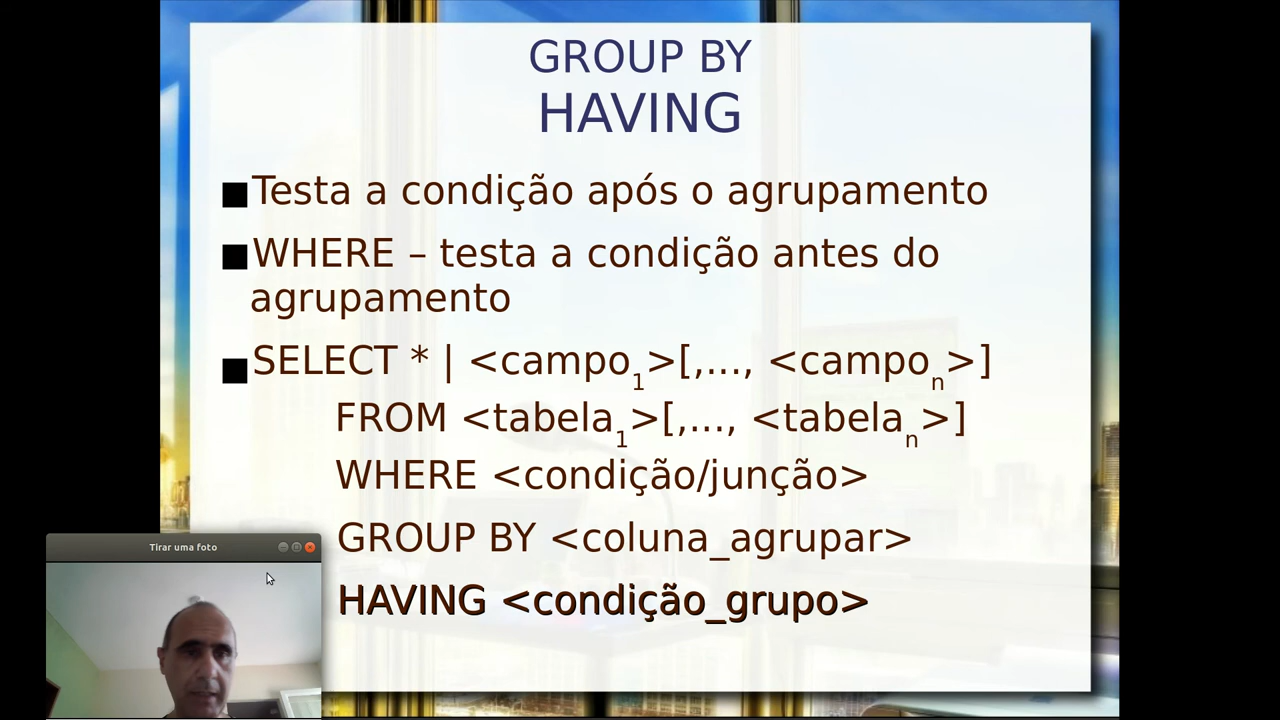 GROUP BY
HAVING
Testa a condição após o agrupamento
WHERE – testa a condição antes do
agrupamento
SELECT * | <campo1>[,..., <campon>]
FROM <tabela1>[,..., <tabelan>]
WHERE <condição/junção>
GROUP BY <coluna_agrupar>
HAVING <condição_grupo>
Tirar uma foto